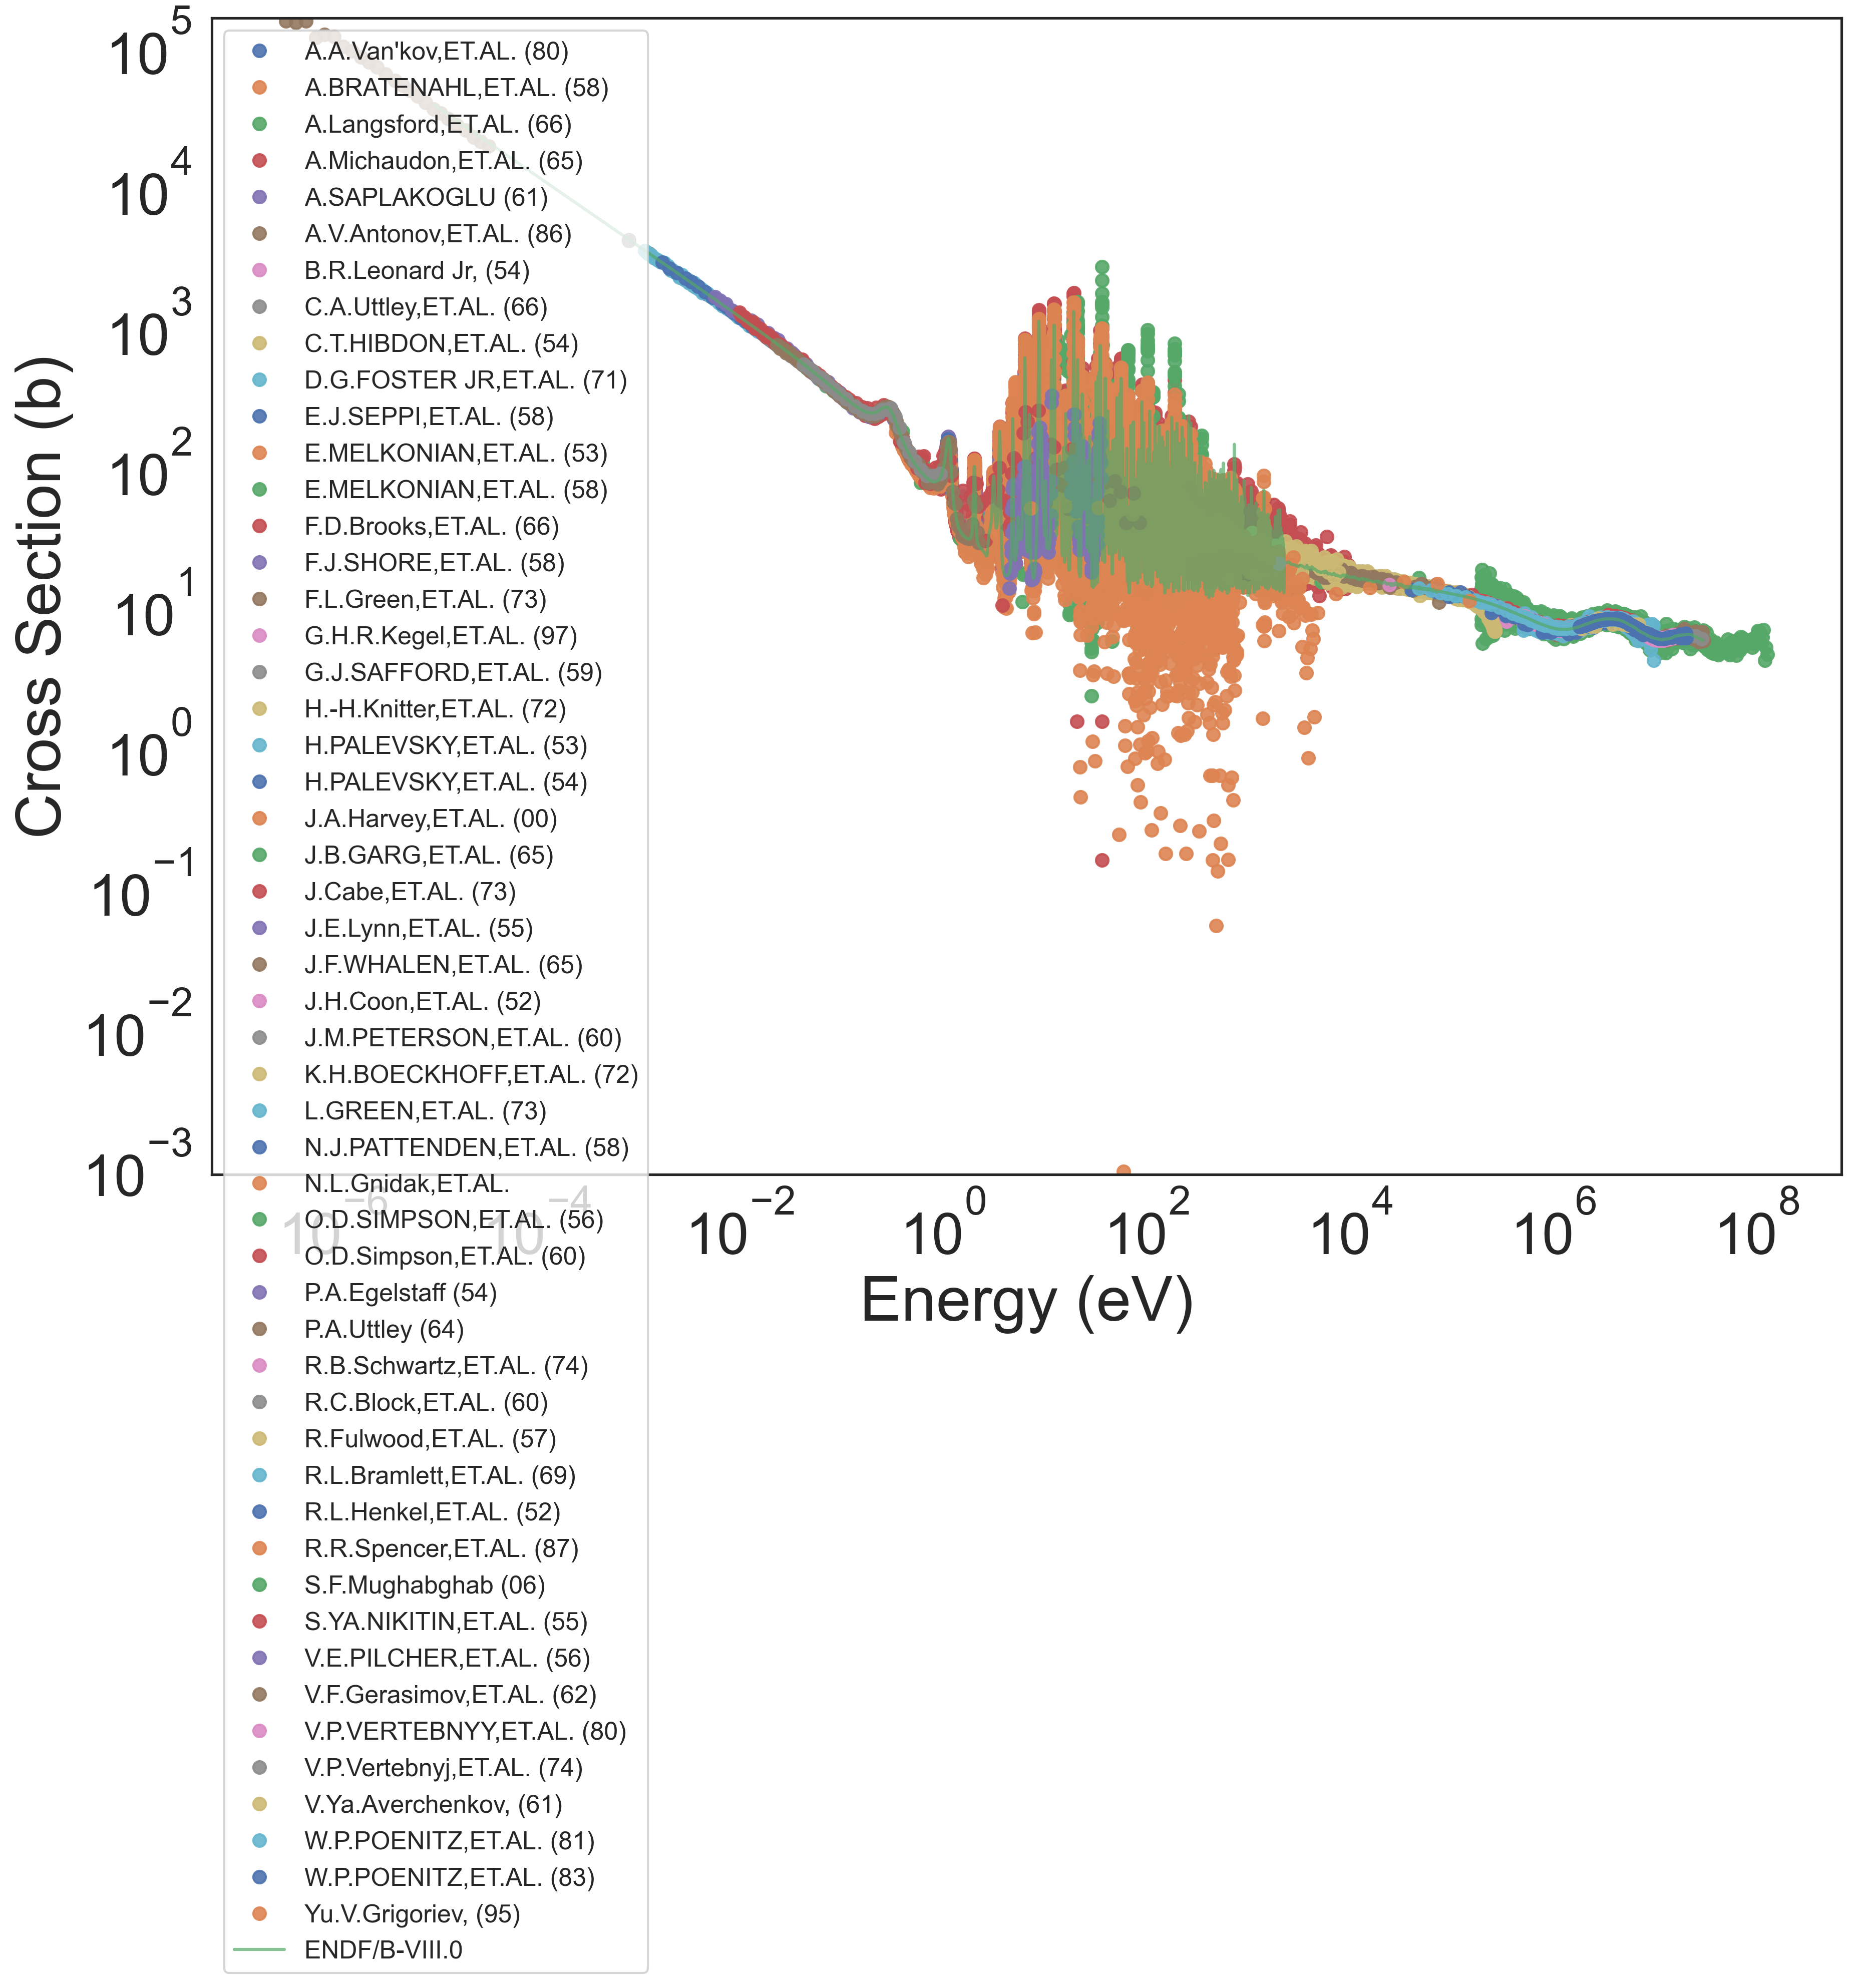 10^5
10^4
10^3
10^2
10^1
10^0
10^−1
10^−2
10^−3
Cross Section (b)
A.A.Van'kov,ET.AL. (80)
A.BRATENAHL,ET.AL. (58)
A.Langsford,ET.AL. (66)
A.Michaudon,ET.AL. (65)
A.SAPLAKOGLU (61)
A.V.Antonov,ET.AL. (86)
B.R.Leonard Jr, (54)
C.A.Uttley,ET.AL. (66)
C.T.HIBDON,ET.AL. (54)
D.G.FOSTER JR,ET.AL. (71)
E.J.SEPPI,ET.AL. (58)
E.MELKONIAN,ET.AL. (53)
E.MELKONIAN,ET.AL. (58)
F.D.Brooks,ET.AL. (66)
F.J.SHORE,ET.AL. (58)
F.L.Green,ET.AL. (73)
G.H.R.Kegel,ET.AL. (97)
G.J.SAFFORD,ET.AL. (59)
H.-H.Knitter,ET.AL. (72)
H.PALEVSKY,ET.AL. (53)
H.PALEVSKY,ET.AL. (54)
J.A.Harvey,ET.AL. (00)
J.B.GARG,ET.AL. (65)
J.Cabe,ET.AL. (73)
J.E.Lynn,ET.AL. (55)
J.F.WHALEN,ET.AL. (65)
J.H.Coon,ET.AL. (52)
J.M.PETERSON,ET.AL. (60)
K.H.BOECKHOFF,ET.AL. (72)
L.GREEN,ET.AL. (73)
N.J.PATTENDEN,ET.AL. (58)
N.L.Gnidak,ET.AL.
O.D.SIMPSON,ET.AL. (56)
O.D.Simpson,ET.AL. (60)
P.A.Egelstaff (54)
P.A.Uttley (64)
R.B.Schwartz,ET.AL. (74)
R.C.Block,ET.AL. (60)
R.Fulwood,ET.AL. (57)
R.L.Bramlett,ET.AL. (69)
R.L.Henkel,ET.AL. (52)
R.R.Spencer,ET.AL. (87)
S.F.Mughabghab (06)
S.YA.NIKITIN,ET.AL. (55)
V.E.PILCHER,ET.AL. (56)
V.F.Gerasimov,ET.AL. (62)
V.P.VERTEBNYY,ET.AL. (80)
V.P.Vertebnyj,ET.AL. (74)
V.Ya.Averchenkov, (61)
W.P.POENITZ,ET.AL. (81)
W.P.POENITZ,ET.AL. (83)
Yu.V.Grigoriev, (95)
ENDF/B-VIII.0
10^−6 10^−4 10^−2 10^0 10^2 10^4 10^6 10^8
Energy (eV)